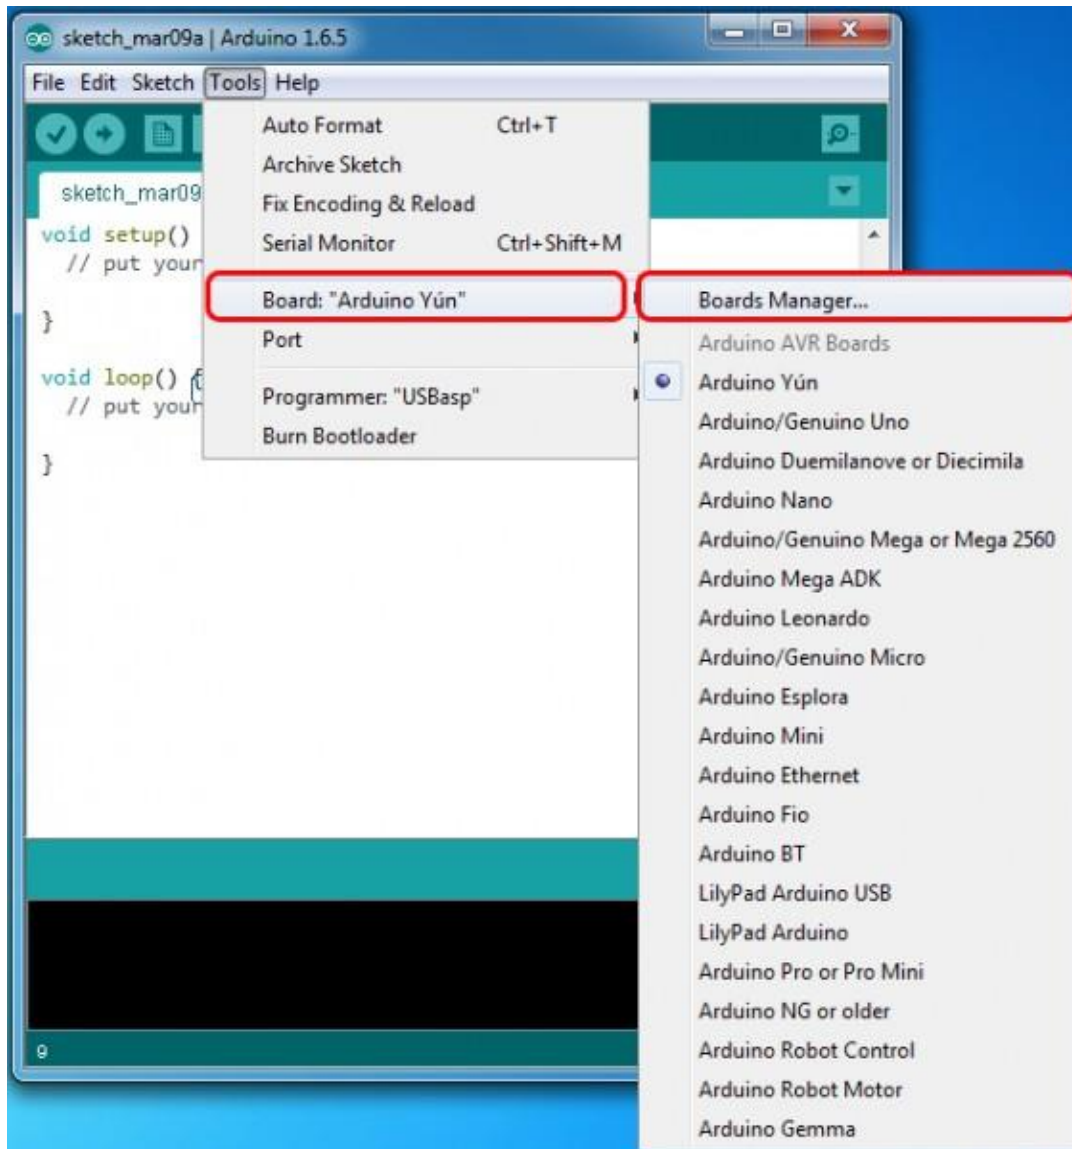 sketch_mar09a | Arduino 1.6.5
File Edit Sketch Tools Help
Auto Format Ctrl+T
Archive Sketch
sketch_mar09
Fix Encoding & Reload
void setup()
Serial Monitor Ctrl+Shift+M
// put your
Board: "Arduino Yún"
Boards Manager...
}
Port
Arduino AVR Boards
void loop() {
Arduino Yún
// put your
Programmer: "USBasp"
Arduino/Genuino Uno
Burn Bootloader
}
Arduino Duemilanove or Diecimila
Arduino Nano
Arduino/Genuino Mega or Mega 2560
Arduino Mega ADK
Arduino Leonardo
Arduino/Genuino Micro
Arduino Esplora
Arduino Mini
Arduino Ethernet
Arduino Fio
Arduino BT
LilyPad Arduino USB
LilyPad Arduino
Arduino Pro or Pro Mini
Arduino NG or older
9
Arduino Robot Control
Arduino Robot Motor
Arduino Gemma